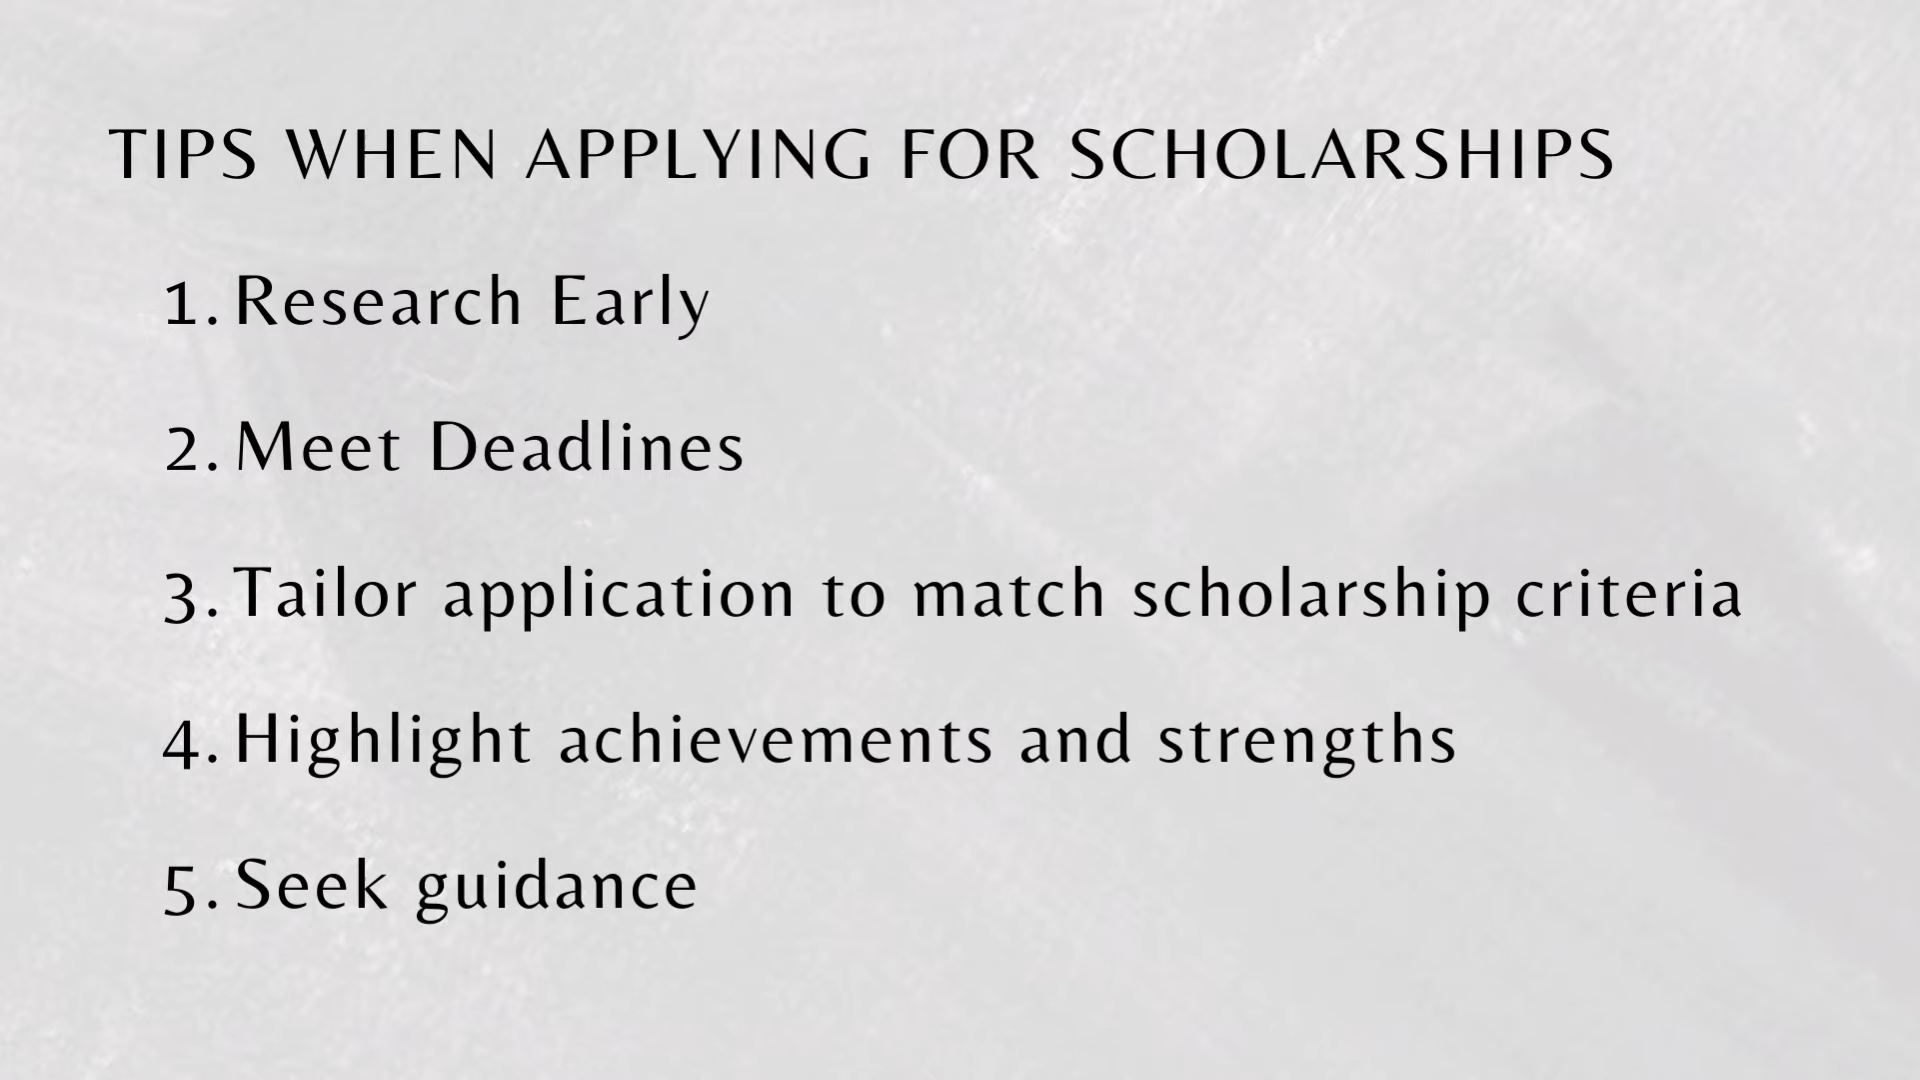 TIPS WHEN APPLYING FOR SCHOLARSHIPS
1. Research Early
2. Meet Deadlines
3. Tailor application to match scholarship criteria
4. Highlight achievements and strengths
5. Seek guidance